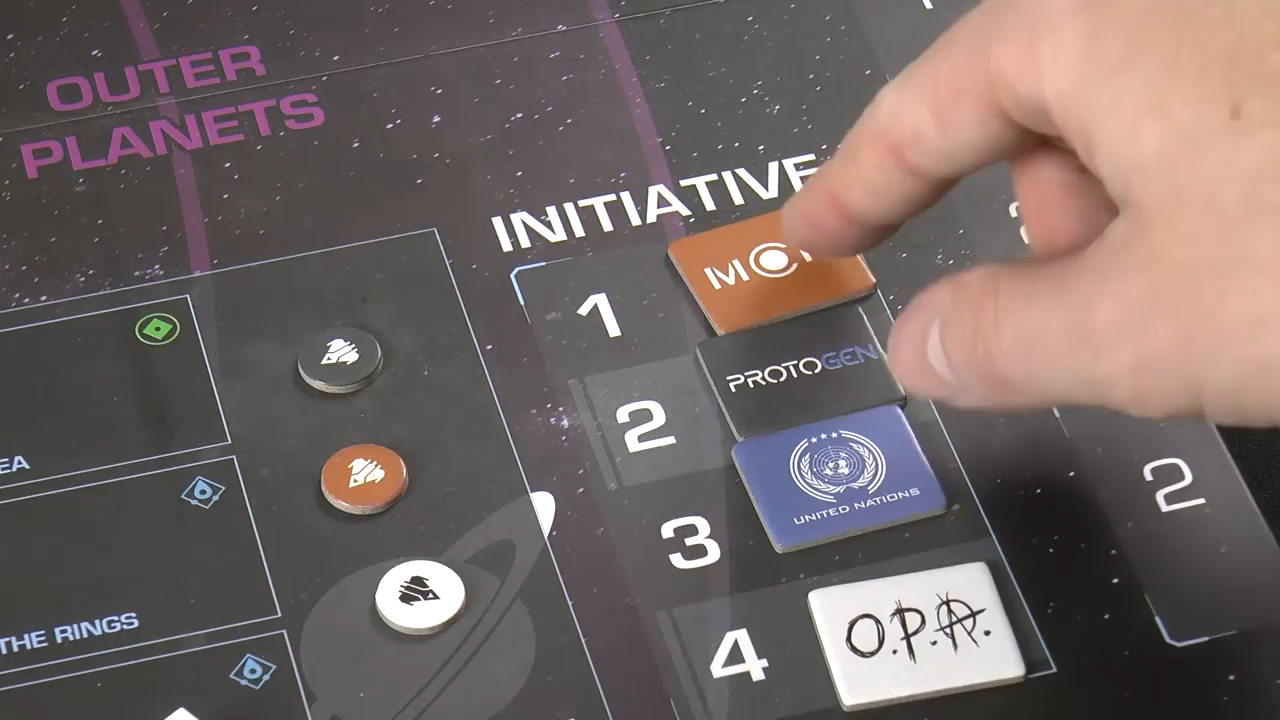 OUTER
PLANETS
INITIATIVE
1
2
3
4
PROTOGEN
UNITED NATIONS
O.P.A.
EA
THE RINGS
2